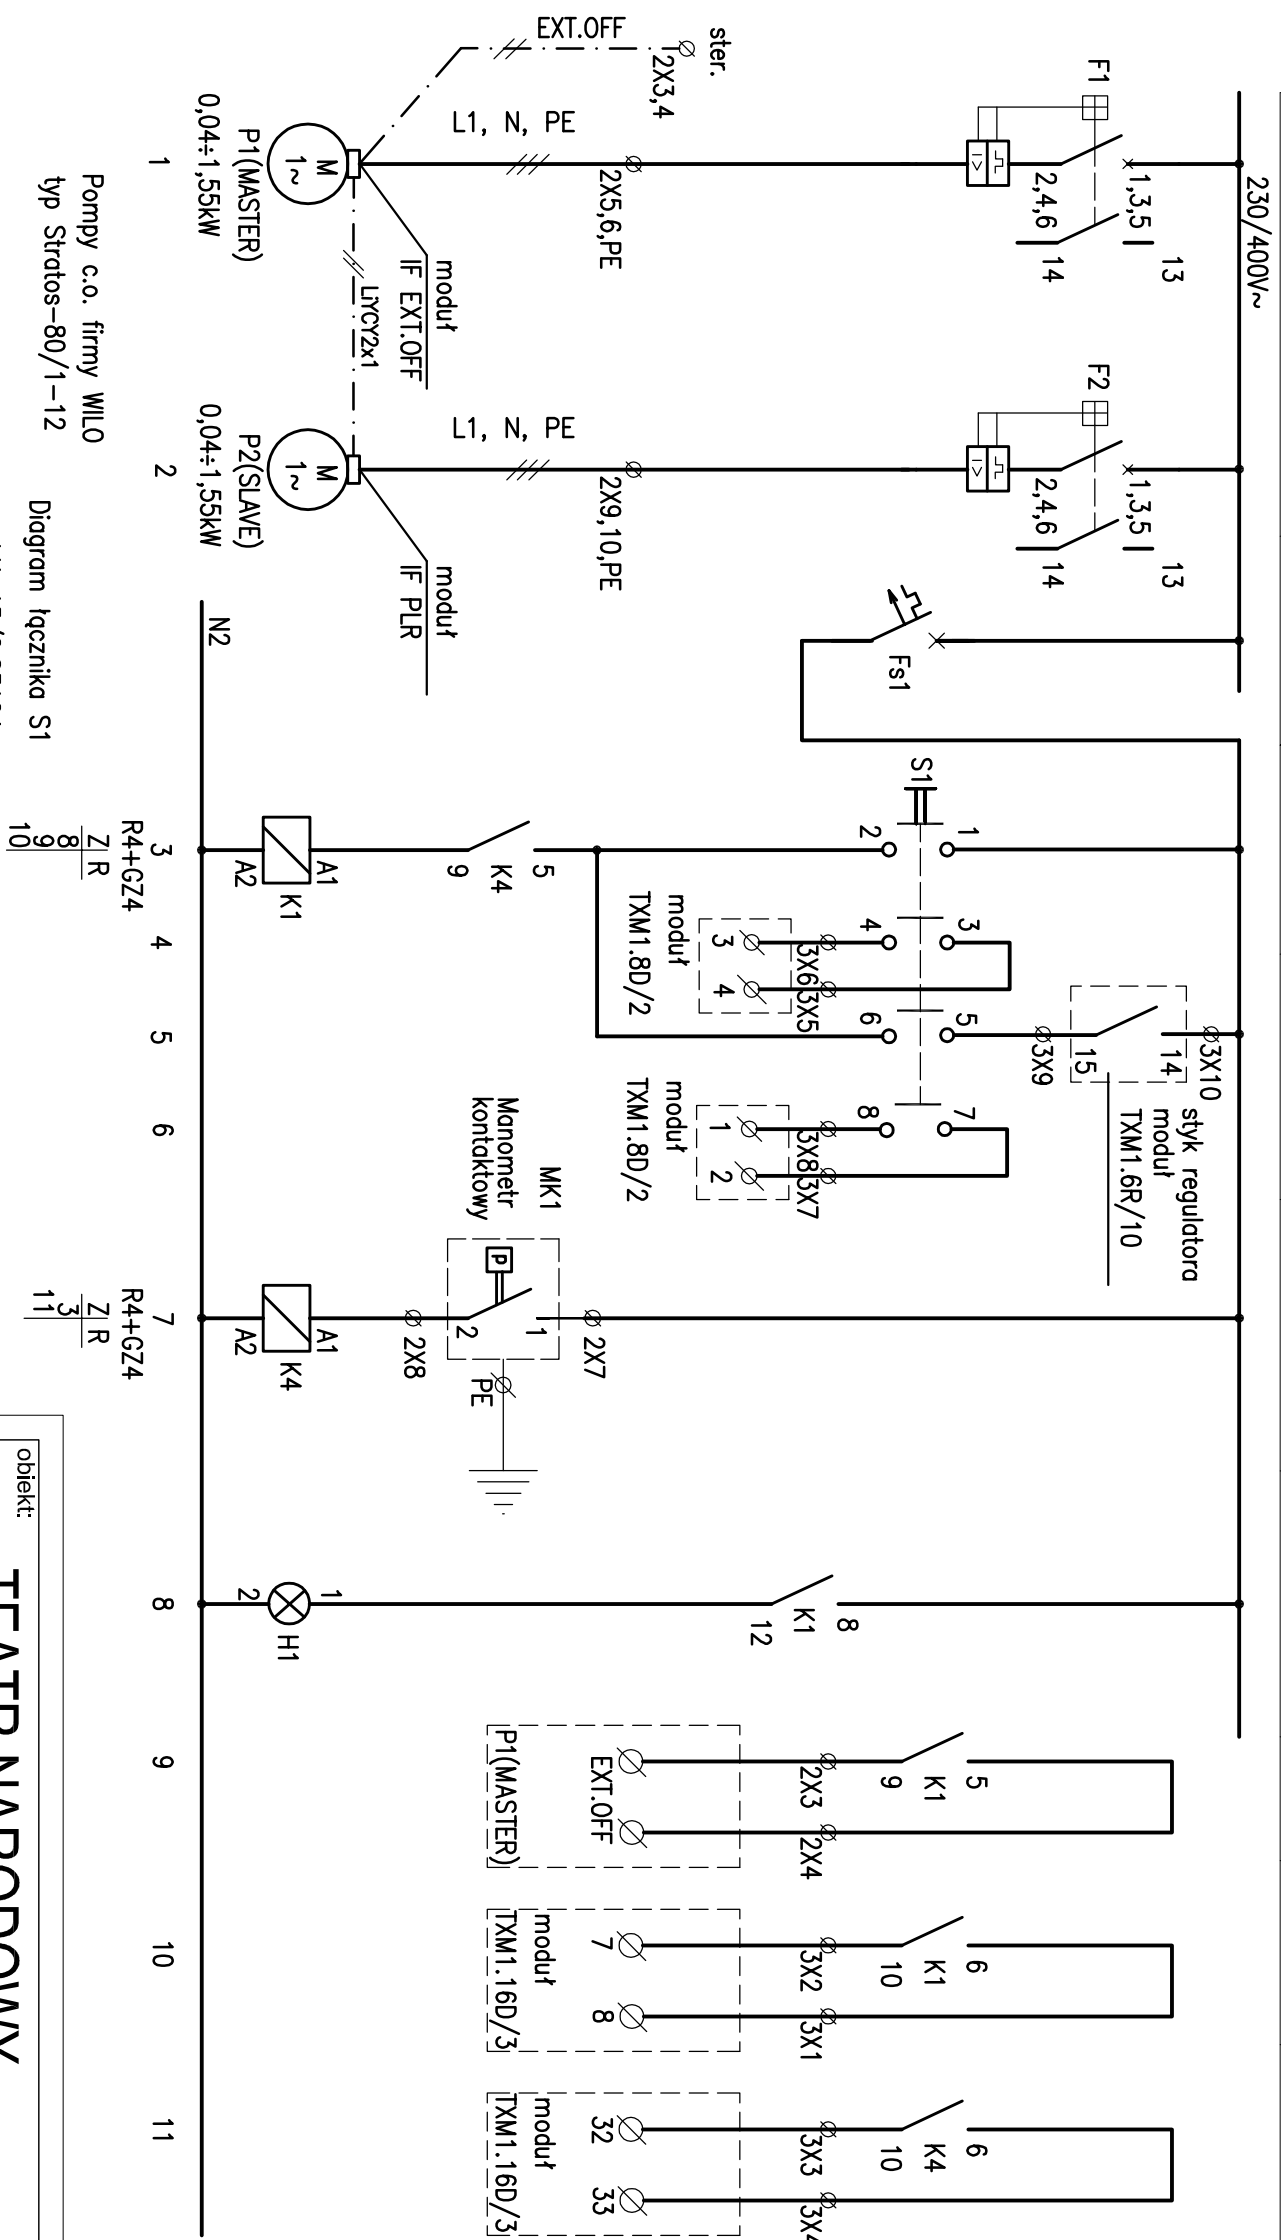 230/400V~
F1
1,3,5
2,4,6
13
14
F2
1,3,5
2,4,6
13
14
Fs1
ster.
2X3,4
EXT.OFF
L1, N, PE
2X5,6,PE
moduł
IF EXT.OFF
LiYCY2x1
M
1~
P1(MASTER)
0,04÷1,55kW
L1, N, PE
2X9,10,PE
moduł
IF PLR
M
1~
P2(SLAVE)
0,04÷1,55kW
N2
S1
1
2
3
4
5
6
7
8
3X6
3X5
3
4
moduł
TXM1.8D/2
3X10
14
15
3X9
styk regulatora
moduł
TXM1.6R/10
3X8
3X7
1
2
moduł
TXM1.8D/2
5
K4
9
A1
K1
A2
2X7
MK1
Manometr
kontaktowy
P
1
2
PE
2X8
A1
K4
A2
8
K1
12
1
H1
2
5
K1
9
2X3
2X4
EXT.OFF
P1(MASTER)
6
K1
10
3X2
3X1
7
8
moduł
TXM1.16D/3
6
K4
10
3X3
32
33
moduł
TXM1.16D/3
1
2
3
4
5
6
7
8
9
10
11
R4+GZ4
Z R
8
9
10
R4+GZ4
Z R
3
11
Pompy c.o. firmy WILO
typ Stratos-80/1-12
Diagram łącznika S1
obiekt:
TEATR NARODOWY